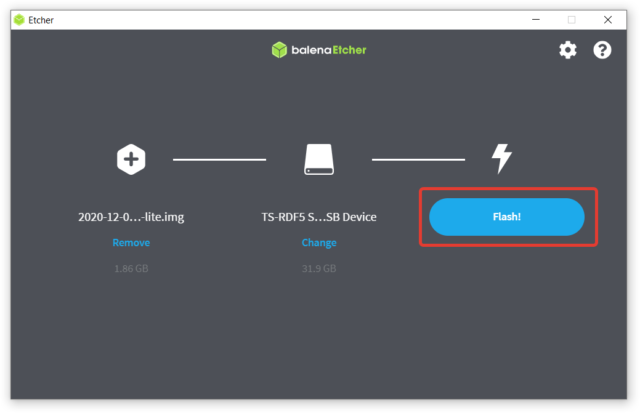 Etcher
balenaEtcher
2020-12-0...-lite.img
TS-RDF5 S...SB Device
Flash!
Remove
Change
1.86 GB
31.9 GB